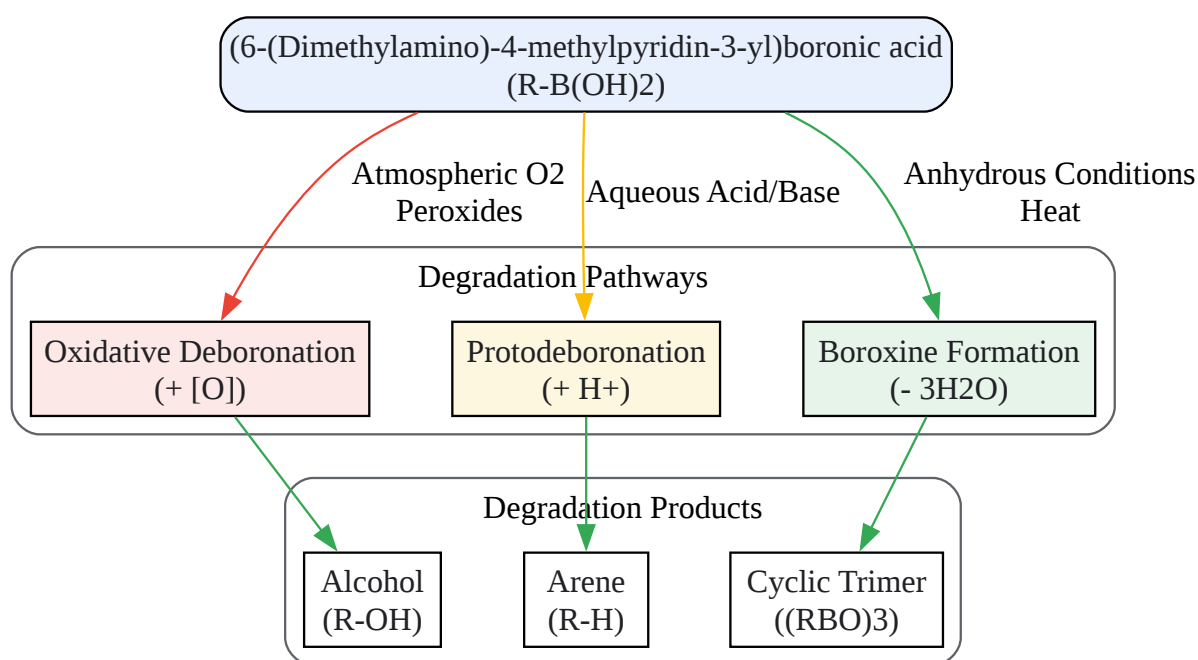 (6-(Dimethylamino)-4-methylpyridin-3-yl)boronic acid
(R-B(OH)2)
Atmospheric O2
Peroxides
Aqueous Acid/Base
Anhydrous Conditions
Heat
Degradation Pathways
Oxidative Deboronation
(+ [O])
Protodeboronation
(+ H+)
Boroxine Formation
(- 3H2O)
Degradation Products
Alcohol
(R-OH)
Arene
(R-H)
Cyclic Trimer
((RBO)3)